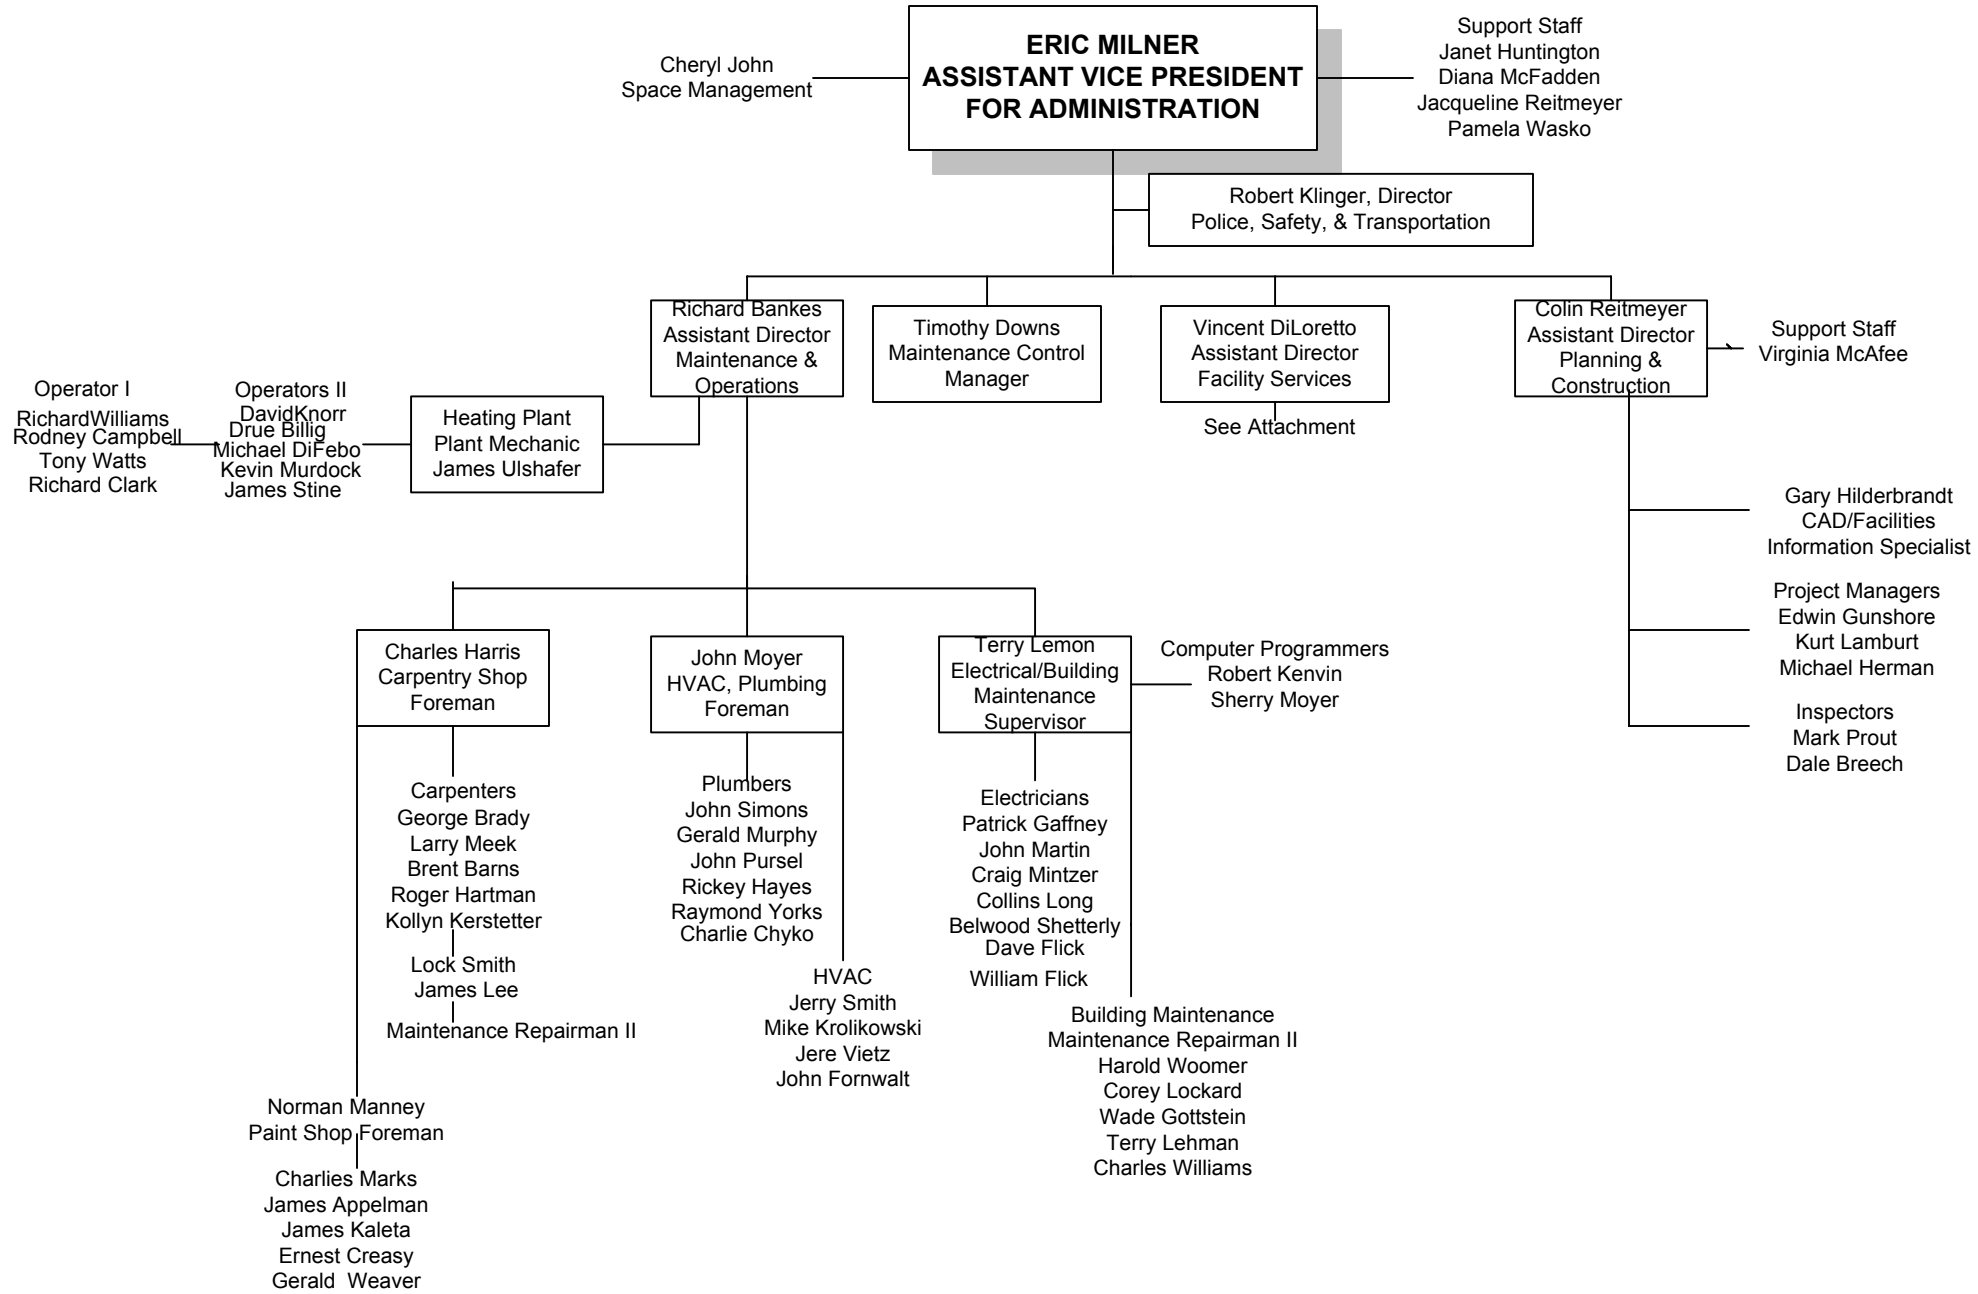 Cheryl John
Space Management
ERIC MILNER
ASSISTANT VICE PRESIDENT
FOR ADMINISTRATION
Support Staff
Janet Huntington
Diana McFadden
Jacqueline Reitmeyer
Pamela Wasko
Robert Klinger, Director
Police, Safety, & Transportation
Richard Bankes
Assistant Director
Maintenance &
Operations
Timothy Downs
Maintenance Control
Manager
Vincent DiLoretto
Assistant Director
Facility Services
See Attachment
Colin Reitmeyer
Assistant Director
Planning &
Construction
Support Staff
Virginia McAfee
Operator I
RichardWilliams
Rodney Campbell
Tony Watts
Richard Clark
Operators II
DavidKnorr
Drue Billig
Michael DiFebo
Kevin Murdock
James Stine
Heating Plant
Plant Mechanic
James Ulshafer
Gary Hilderbrandt
CAD/Facilities
Information Specialist
Project Managers
Edwin Gunshore
Kurt Lamburt
Michael Herman
Inspectors
Mark Prout
Dale Breech
Charles Harris
Carpentry Shop
Foreman
John Moyer
HVAC, Plumbing
Foreman
Terry Lemon
Electrical/Building
Maintenance
Supervisor
Computer Programmers
Robert Kenvin
Sherry Moyer
Carpenters
George Brady
Larry Meek
Brent Barns
Roger Hartman
Kollyn Kerstetter
Lock Smith
James Lee
Maintenance Repairman II
Plumbers
John Simons
Gerald Murphy
John Pursel
Rickey Hayes
Raymond Yorks
Charlie Chyko
HVAC
Jerry Smith
Mike Krolikowski
Jere Vietz
John Fornwalt
Electricians
Patrick Gaffney
John Martin
Craig Mintzer
Collins Long
Belwood Shetterly
Dave Flick
William Flick
Building Maintenance
Maintenance Repairman II
Harold Woomer
Corey Lockard
Wade Gottstein
Terry Lehman
Charles Williams
Norman Manney
Paint Shop Foreman
Charlies Marks
James Appelman
James Kaleta
Ernest Creasy
Gerald  Weaver